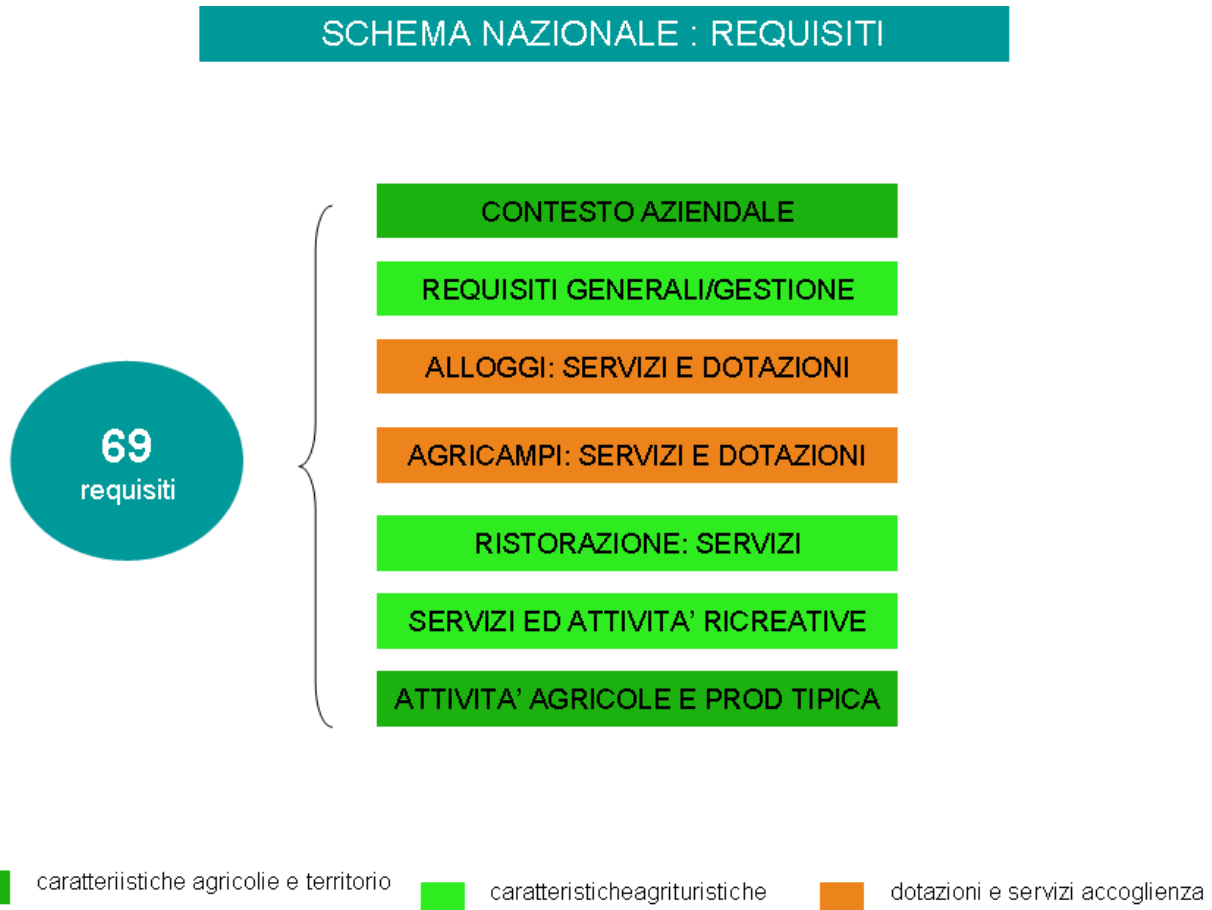 SCHEMA NAZIONALE : REQUISITI
CONTESTO AZIENDALE
REQUISITI GENERALI/GESTIONE
ALLOGGI: SERVIZI E DOTAZIONI
69
requisiti
AGRICAMPI: SERVIZI E DOTAZIONI
RISTORAZIONE: SERVIZI
SERVIZI ED ATTIVITA’ RICREATIVE
ATTIVITA’ AGRICOLE E PROD TIPICA
caratteriistiche agricolie e territorio
caratteristicheagrituristiche
dotazioni e servizi accoglienza